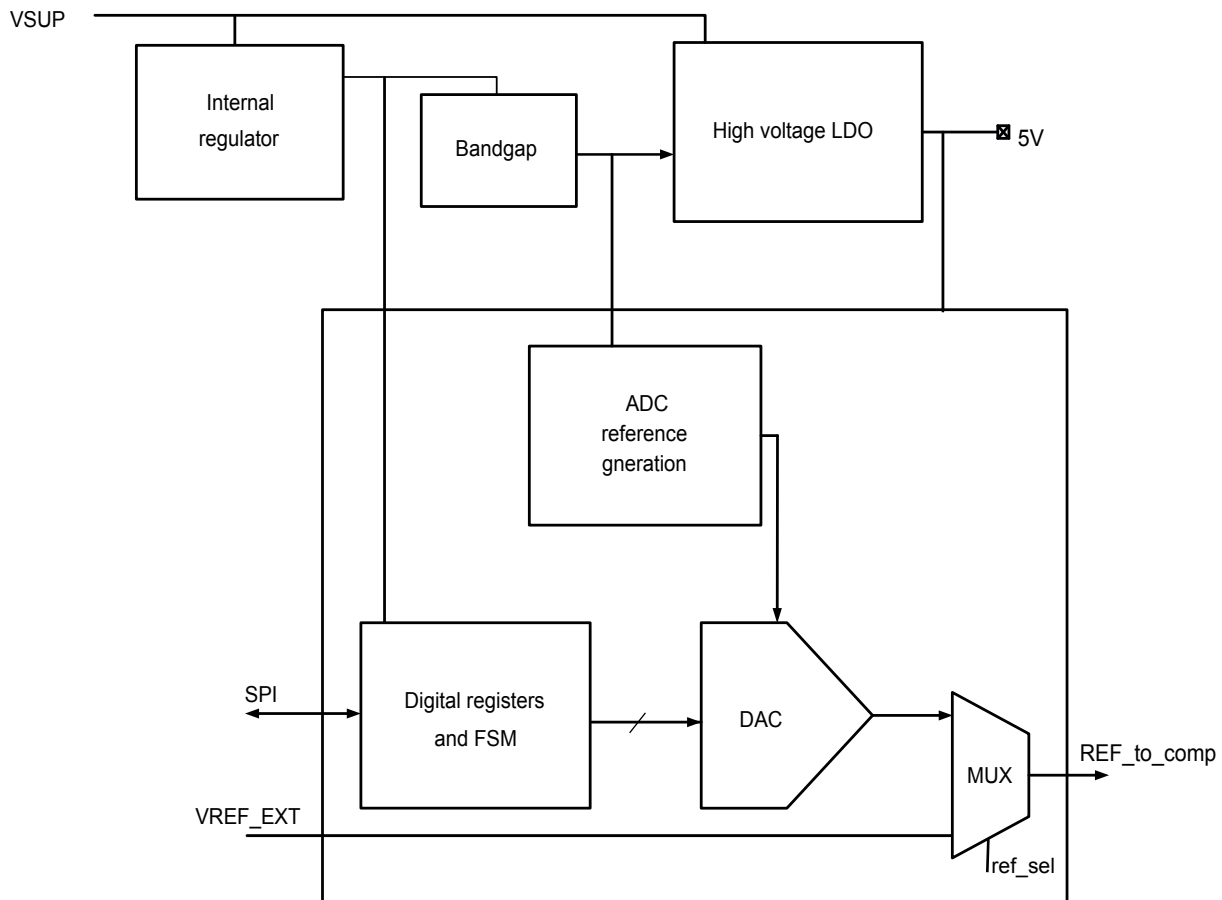 VSUP
Internal
regulator
Bandgap
High voltage LDO
5V
ADC
reference
gneration
SPI
Digital registers
and FSM
DAC
MUX
REF_to_comp
VREF_EXT
ref_sel